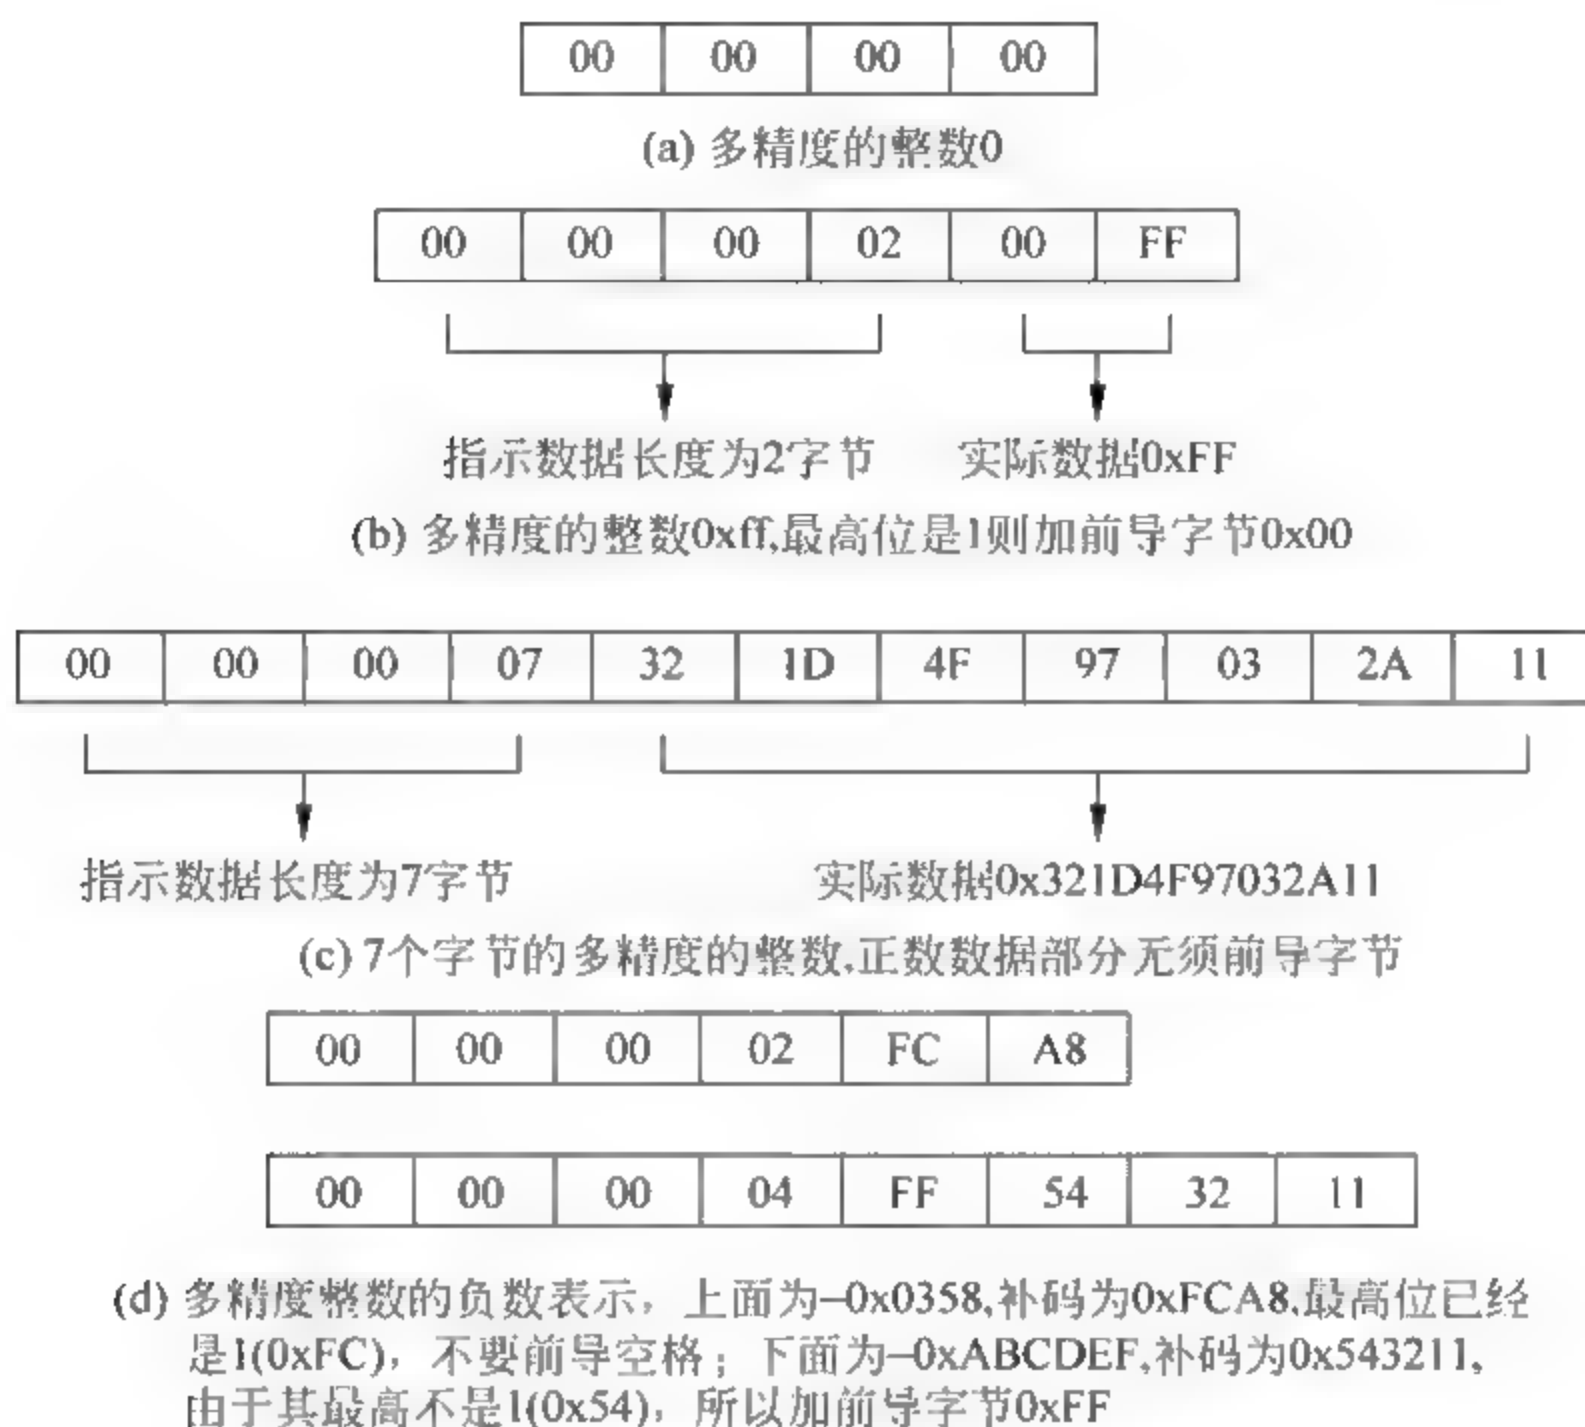 00 00 00 00
(a) 多精度的整数0
00 00 00 02 00 FF
指示数据长度为2字节 实际数据0xFF
(b) 多精度的整数0xff,最高位是1则加前导字节0x00
00 00 00 07 32 1D 4F 97 03 2A 11
指示数据长度为7字节 实际数据0x321D4F97032A11
(c) 7个字节的多精度的整数,正数数据部分无须前导字节
00 00 00 02 FC A8
00 00 00 04 FF 54 32 11
(d) 多精度整数的负数表示，上面为–0x0358,补码为0xFCA8,最高位已经
是1(0xFC)，不要前导空格；下面为–0xABCDEF,补码为0x543211,
由于其最高不是1(0x54)，所以加前导字节0xFF